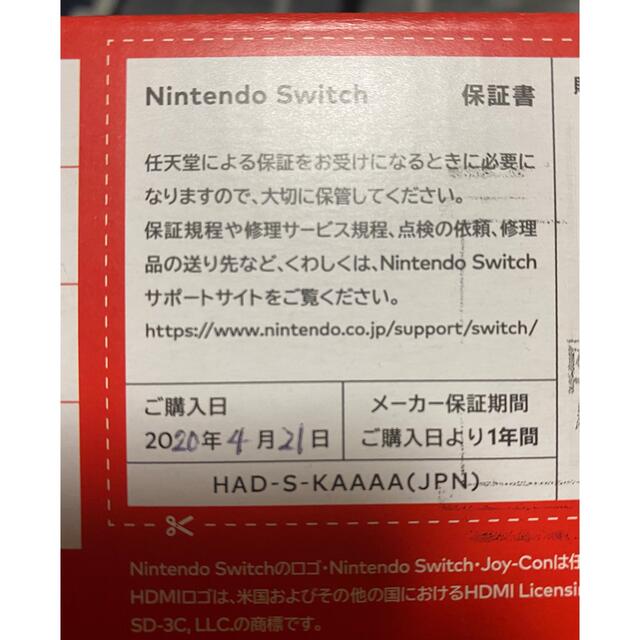 Nintendo Switch 保証書
任天堂による保証をお受けになるときに必要に
なりますので、大切に保管してください。
保証規程や修理サービス規程、点検の依頼、修理
品の送り先など、くわしくは、Nintendo Switch
サポートサイトをご覧ください。
https://www.nintendo.co.jp/support/switch/
ご購入日
2020年4月21日
メーカー保証期間
ご購入日より1年間
HAD-S-KAAAA(JPN)
Nintendo Switchのロゴ・Nintendo Switch・Joy-Conは任
HDMIロゴは、米国およびその他の国におけるHDMI Licensin
SD-3C, LLC.の商標です。